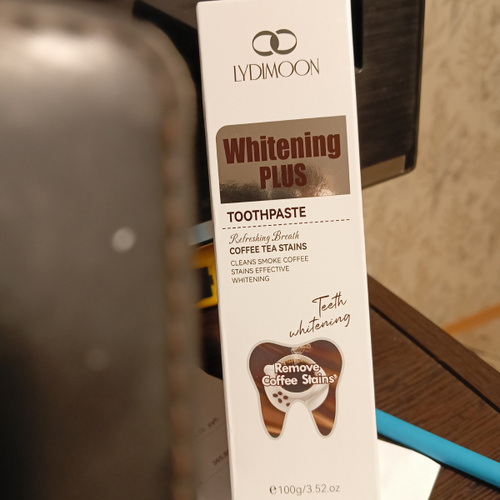 LYDIMOON
Whitening
PLUS
TOOTHPASTE
Refreshing Breath
COFFEE TEA STAINS
CLEANS SMOKE COFFEE
STAINS EFFECTIVE
WHITENING
Teeth
whitening
Remove
Coffee Stains
℮100g/3.52.oz